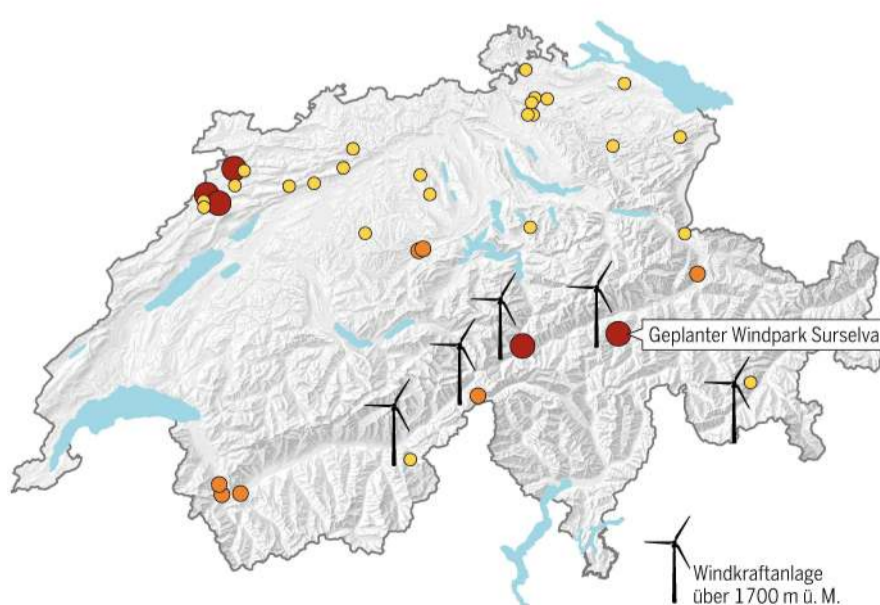 Geplanter Windpark Surselva
Windkraftanlage
über 1700 m ü. M.